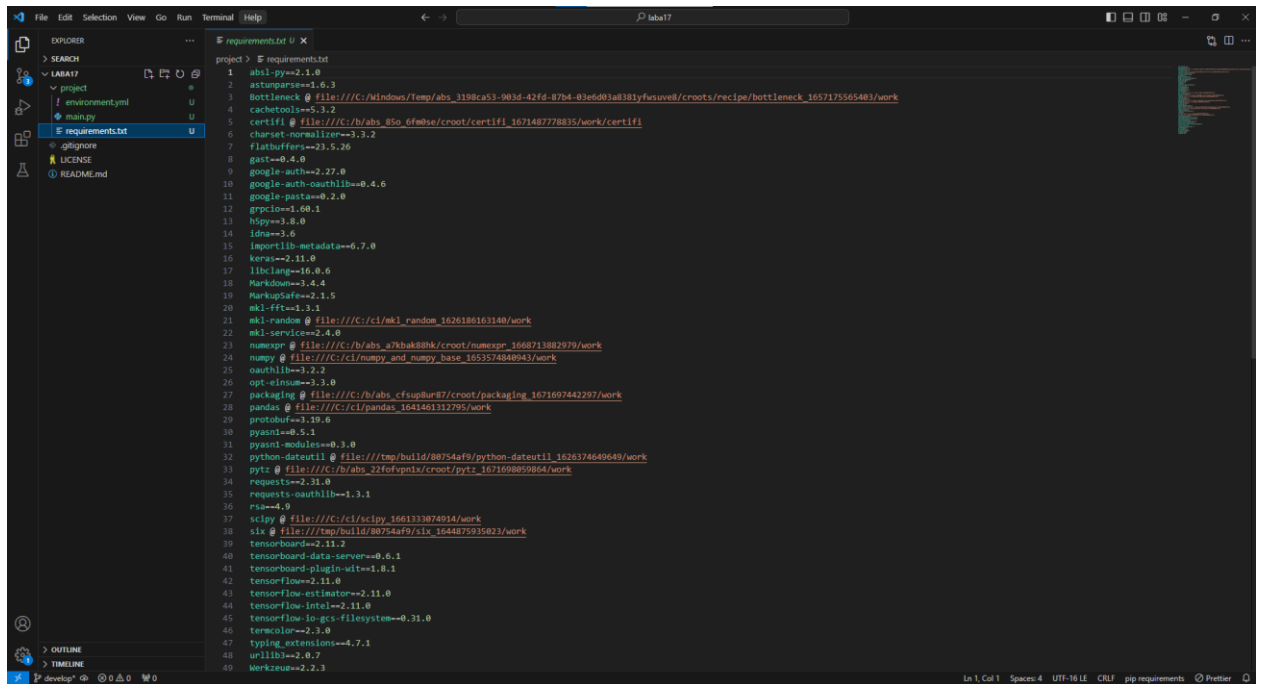 File Edit Selection View Go Run Terminal Help
laba17
EXPLORER
SEARCH
LABA17
project
environment.yml U
main.py U
requirements.txt U
.gitignore
LICENSE
README.md
OUTLINE
TIMELINE
requirements.txt U
project > requirements.txt
1 absl-py==2.1.0
2 astunparse==1.6.3
3 Bottleneck @ file:///C:/Windows/Temp/abs_3198ca53-903d-42fd-87b4-03e6d03a8381yfwsuve8/croots/recipe/bottleneck_1657175565403/work
4 cachetools==5.3.2
5 certifi @ file:///C:/b/abs_85o_6fm0se/croot/certifi_1671487778835/work/certifi
6 charset-normalizer==3.3.2
7 flatbuffers==23.5.26
8 gast==0.4.0
9 google-auth==2.27.0
10 google-auth-oauthlib==0.4.6
11 google-pasta==0.2.0
12 grpcio==1.60.1
13 h5py==3.8.0
14 idna==3.6
15 importlib-metadata==6.7.0
16 keras==2.11.0
17 libclang==16.0.6
18 Markdown==3.4.4
19 MarkupSafe==2.1.5
20 mkl-fft==1.3.1
21 mkl-random @ file:///C:/ci/mkl_random_1626186163140/work
22 mkl-service==2.4.0
23 numexpr @ file:///C:/b/abs_a7kbak88hk/croot/numexpr_1668713882979/work
24 numpy @ file:///C:/ci/numpy_and_numpy_base_1653574840943/work
25 oauthlib==3.2.2
26 opt-einsum==3.3.0
27 packaging @ file:///C:/b/abs_cfsup8ur87/croot/packaging_1671697442297/work
28 pandas @ file:///C:/ci/pandas_1641461312795/work
29 protobuf==3.19.6
30 pyasn1==0.5.1
31 pyasn1-modules==0.3.0
32 python-dateutil @ file:///tmp/build/80754af9/python-dateutil_1626374649649/work
33 pytz @ file:///C:/b/abs_22fofvpn1x/croot/pytz_1671698059864/work
34 requests==2.31.0
35 requests-oauthlib==1.3.1
36 rsa==4.9
37 scipy @ file:///C:/ci/scipy_1661333074914/work
38 six @ file:///tmp/build/80754af9/six_1644875935023/work
39 tensorboard==2.11.2
40 tensorboard-data-server==0.6.1
41 tensorboard-plugin-wit==1.8.1
42 tensorflow==2.11.0
43 tensorflow-estimator==2.11.0
44 tensorflow-intel==2.11.0
45 tensorflow-io-gcs-filesystem==0.31.0
46 termcolor==2.3.0
47 typing_extensions==4.7.1
48 urllib3==2.0.7
49 Werkzeug==2.2.3
develop* 0 0 0 Ln 1, Col 1 Spaces: 4 UTF-16 LE CRLF pip requirements Prettier